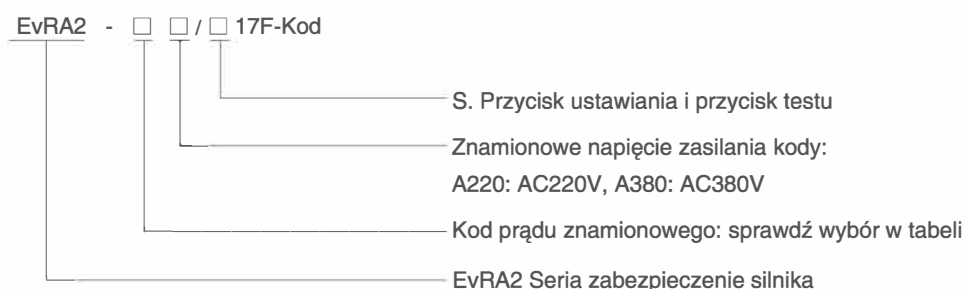 EvRA2 - □ □ / □ 17F-Kod
S. Przycisk ustawiania i przycisk testu
Znamionowe napięcie zasilania kody:
A220: AC220V, A380: AC380V
Kod prądu znamionowego: sprawdź wybór w tabeli
EvRA2 Seria zabezpieczenie silnika